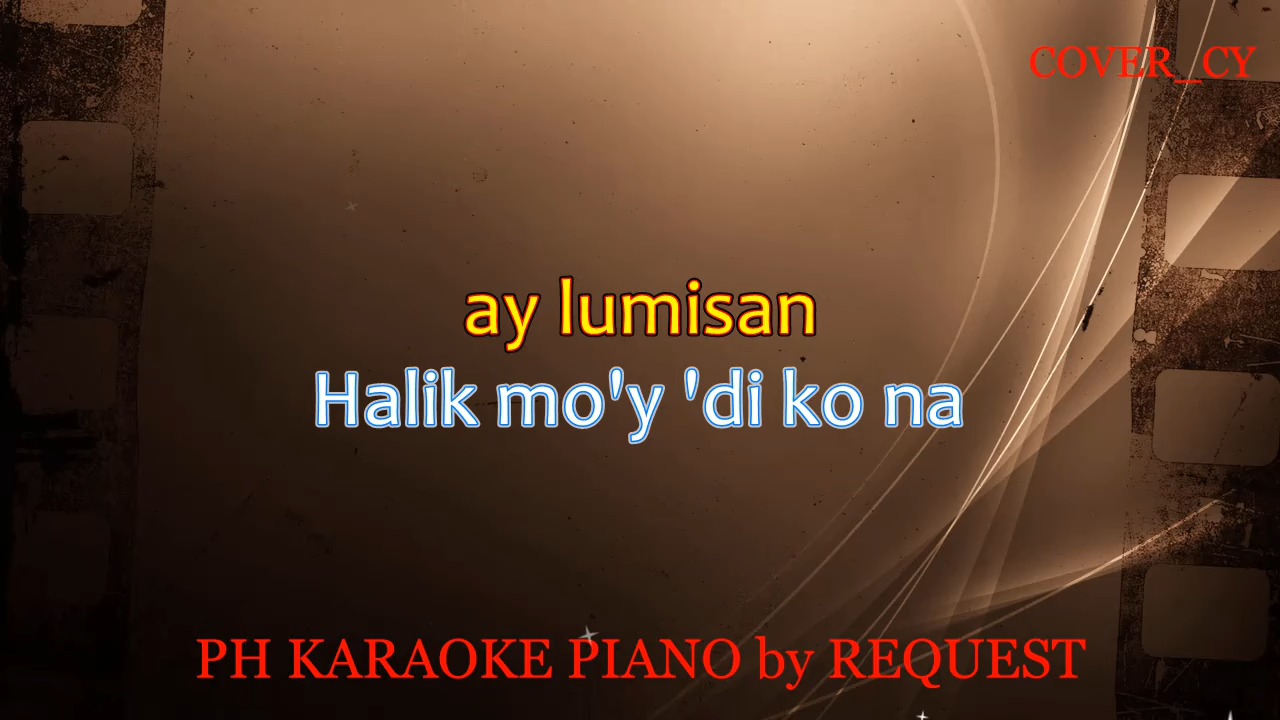 COVER_CY
ay lumisan
Halik mo'y 'di ko na
PH KARAOKE PIANO by REQUEST